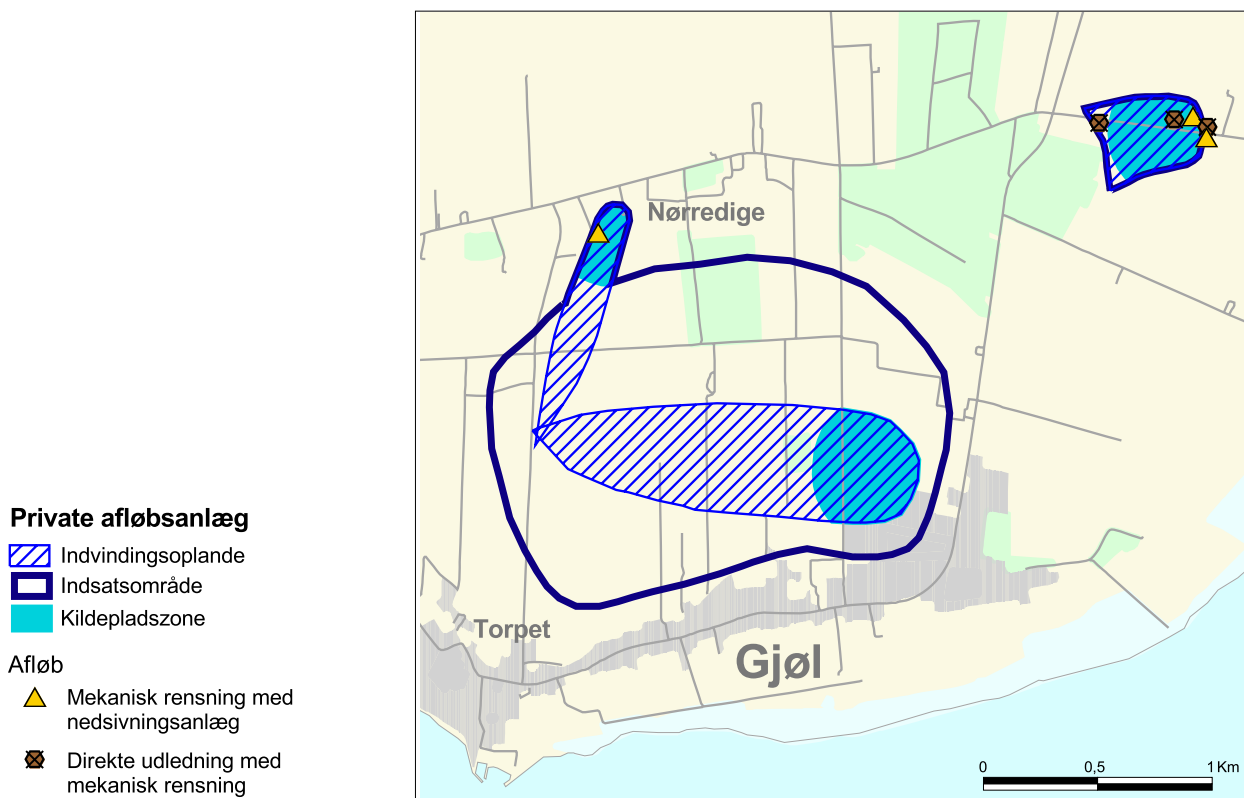 Private afløbsanlæg
Indvindingsoplande
Indsatsområde
Kildepladszone
Afløb
Mekanisk rensning med
nedsivningsanlæg
Direkte udledning med
mekanisk rensning
Nørredige
Torpet
Gjøl
0 0,5 1 Km